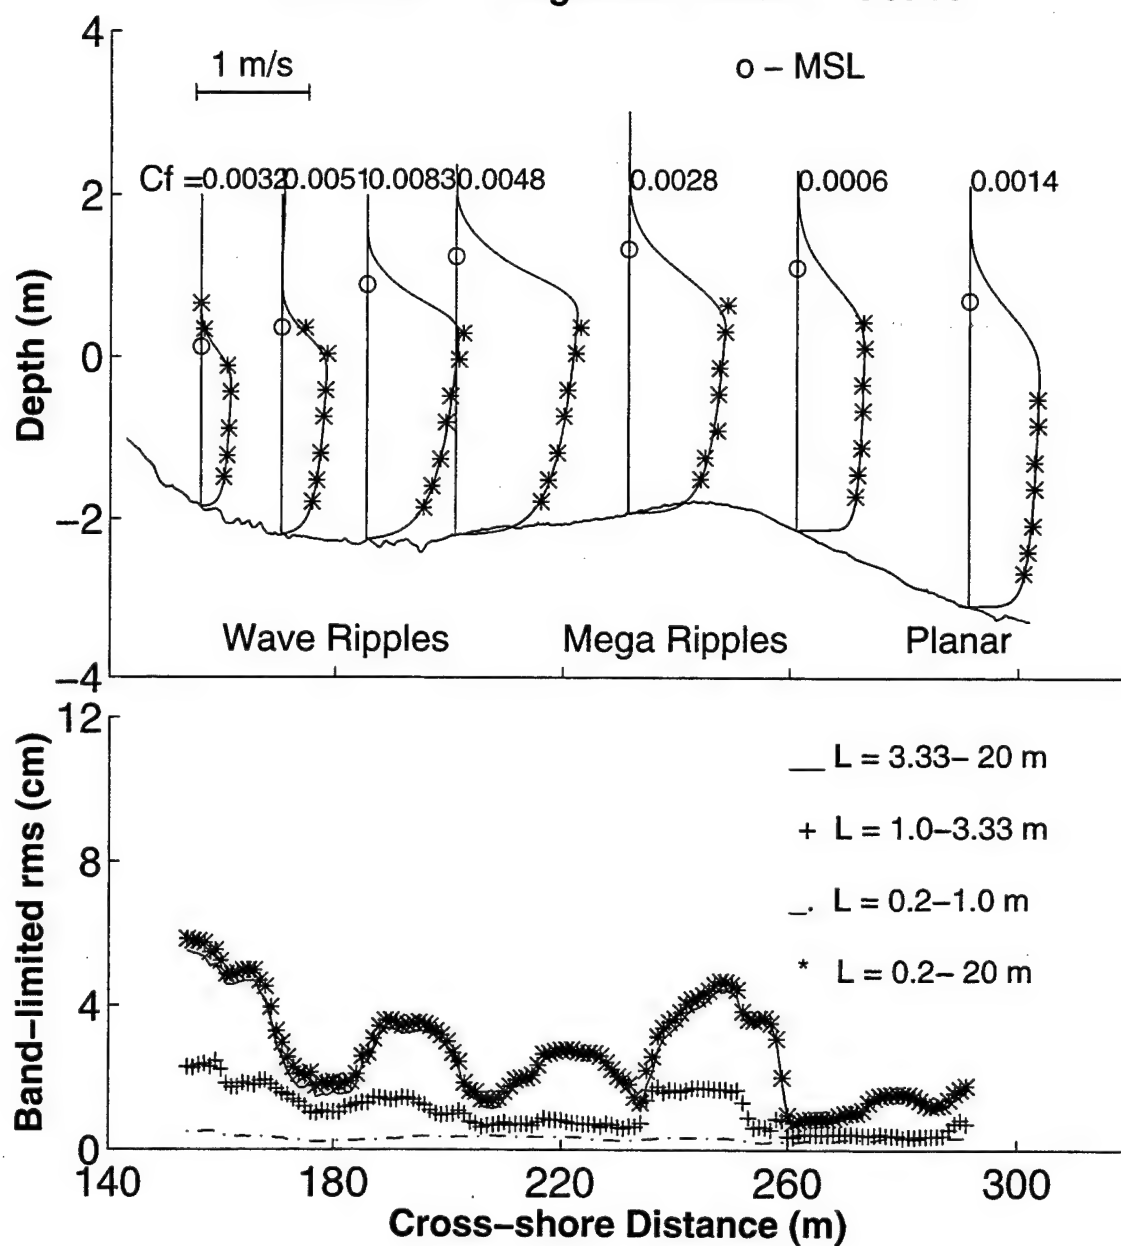 4
1 m/s
o – MSL
Cf =0.0032 0.0051 0.0083 0.0048 0.0028 0.0006 0.0014
2
Depth (m)
0
–2
Wave Ripples Mega Ripples Planar
–4
12
L = 3.33– 20 m
+ L = 1.0–3.33 m
8
Band–limited rms (cm)
_. L = 0.2–1.0 m
* L = 0.2– 20 m
4
0
140 180 220 260 300
Cross–shore Distance (m)